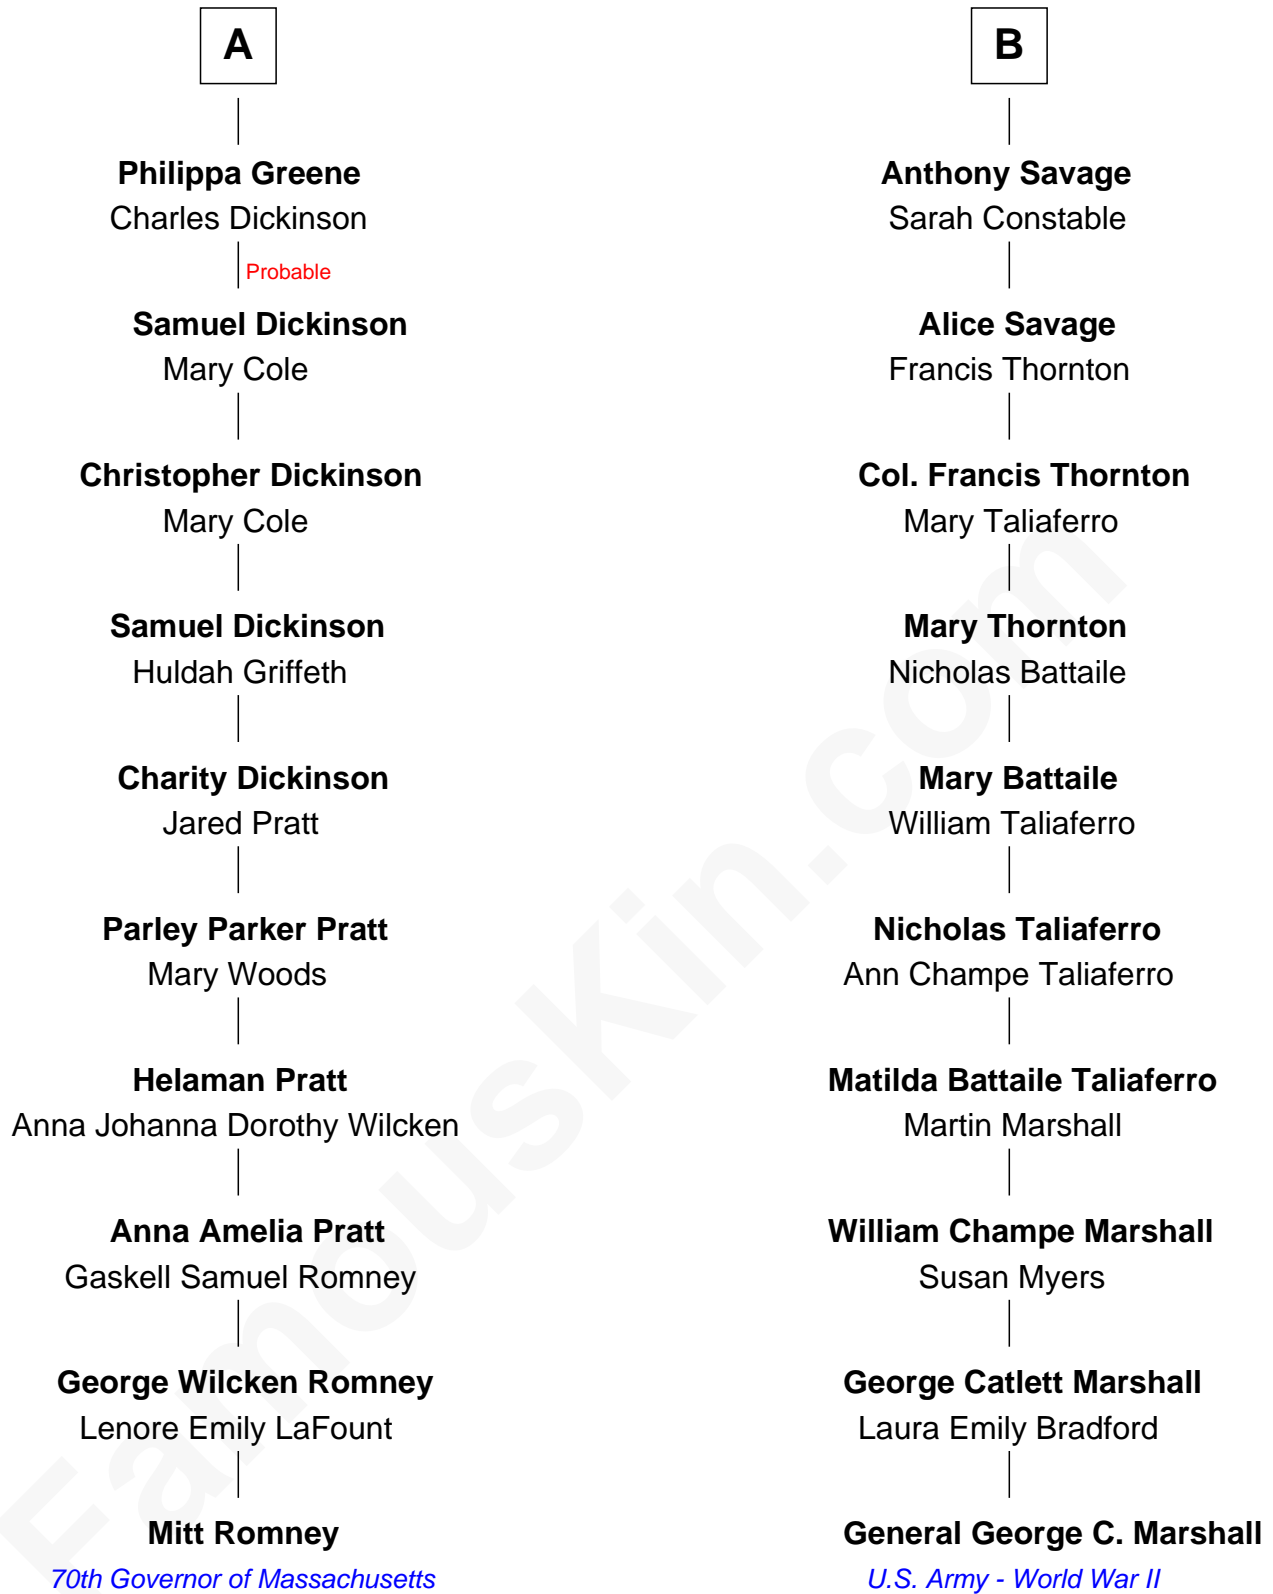 A
Philippa Greene
Charles Dickinson
Probable
Samuel Dickinson
Mary Cole
Christopher Dickinson
Mary Cole
Samuel Dickinson
Huldah Griffeth
Charity Dickinson
Jared Pratt
Parley Parker Pratt
Mary Woods
Helaman Pratt
Anna Johanna Dorothy Wilcken
Anna Amelia Pratt
Gaskell Samuel Romney
George Wilcken Romney
Lenore Emily LaFount
Mitt Romney
70th Governor of Massachusetts
B
Anthony Savage
Sarah Constable
Alice Savage
Francis Thornton
Col. Francis Thornton
Mary Taliaferro
Mary Thornton
Nicholas Battaile
Mary Battaile
William Taliaferro
Nicholas Taliaferro
Ann Champe Taliaferro
Matilda Battaile Taliaferro
Martin Marshall
William Champe Marshall
Susan Myers
George Catlett Marshall
Laura Emily Bradford
General George C. Marshall
U.S. Army - World War II
FamousKin.com